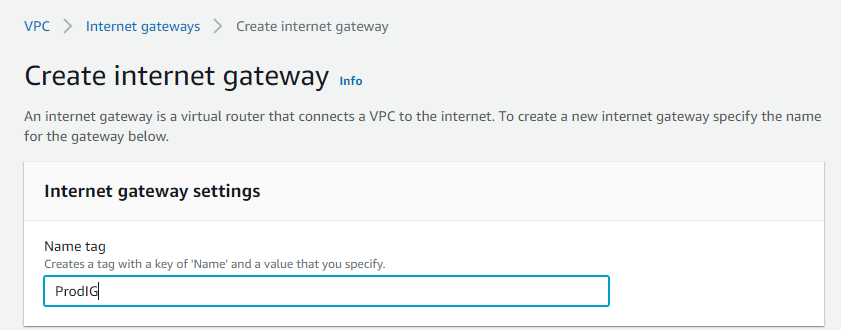 VPC > Internet gateways > Create internet gateway
Create internet gateway Info
An internet gateway is a virtual router that connects a VPC to the internet. To create a new internet gateway specify the name
for the gateway below.
Internet gateway settings
Name tag
Creates a tag with a key of 'Name' and a value that you specify.
ProdIG